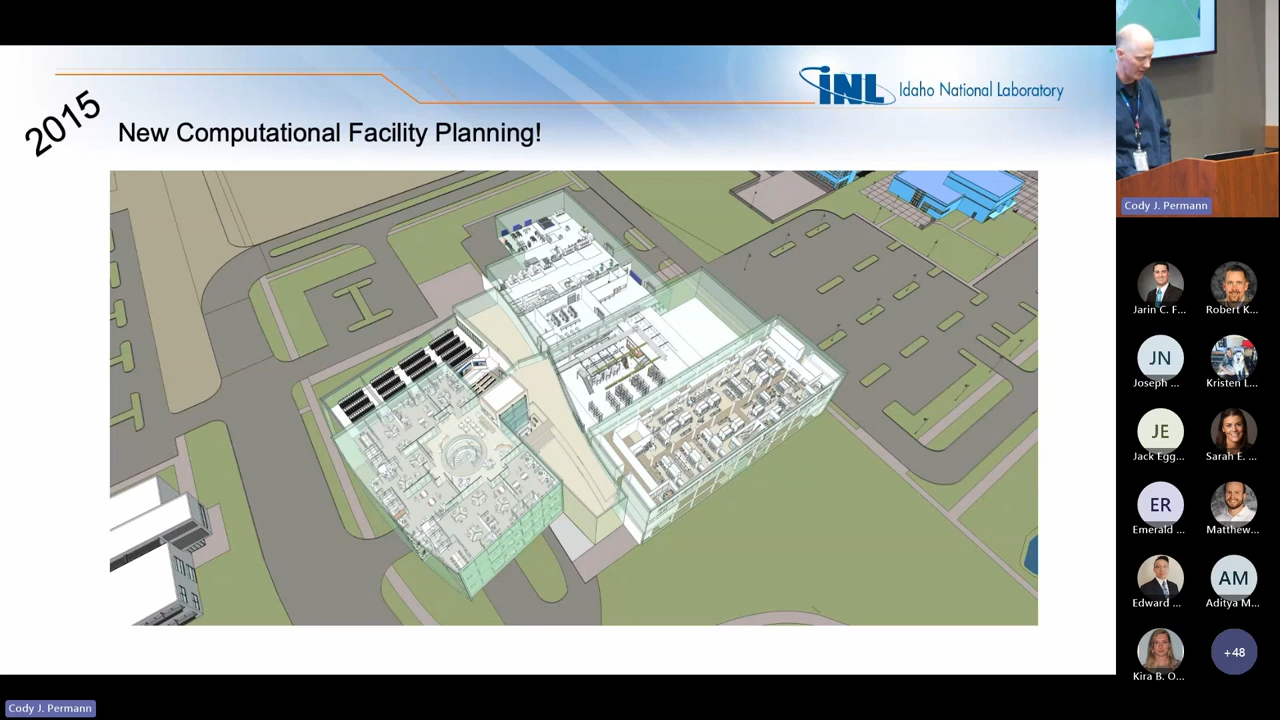 2015
New Computational Facility Planning!
INL Idaho National Laboratory
Cody J. Permann
Jarin C. F...
Robert K...
JN
Joseph ...
Kristen L...
JE
Jack Egg...
Sarah E. ...
ER
Emerald ...
Matthew...
Edward ...
AM
Aditya M...
Kira B. O...
+48
Cody J. Permann